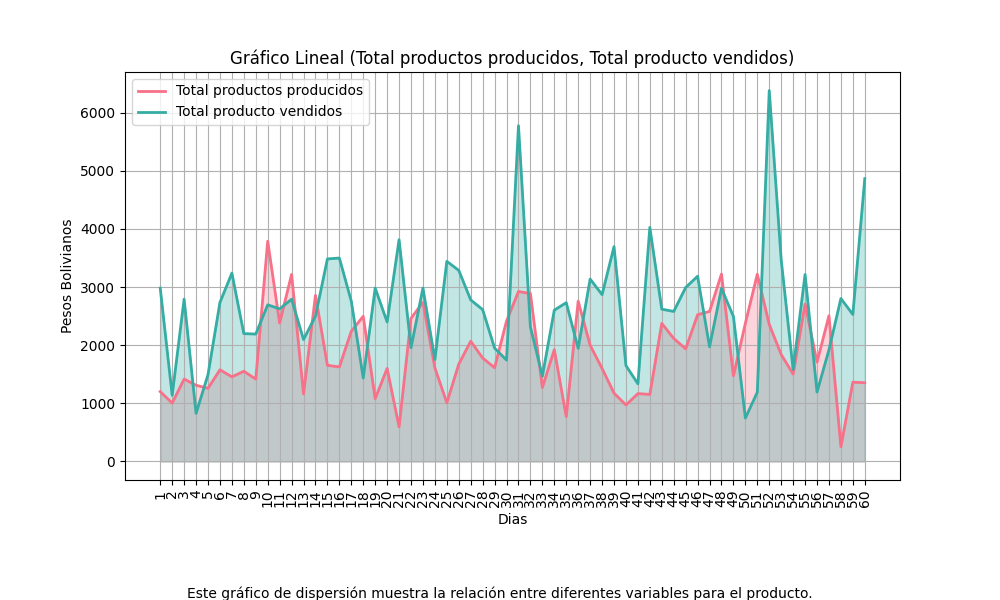 Gráfico Lineal (Total productos producidos, Total producto vendidos)
Total productos producidos
Total producto vendidos
6000
5000
4000
3000
2000
1000
0
Pesos Bolivianos
1 2 3 4 5 6 7 8 9 10 11 12 13 14 15 16 17 18 19 20 21 22 23 24 25 26 27 28 29 30 31 32 33 34 35 36 37 38 39 40 41 42 43 44 45 46 47 48 49 50 51 52 53 54 55 56 57 58 59 60
Dias
Este gráfico de dispersión muestra la relación entre diferentes variables para el producto.